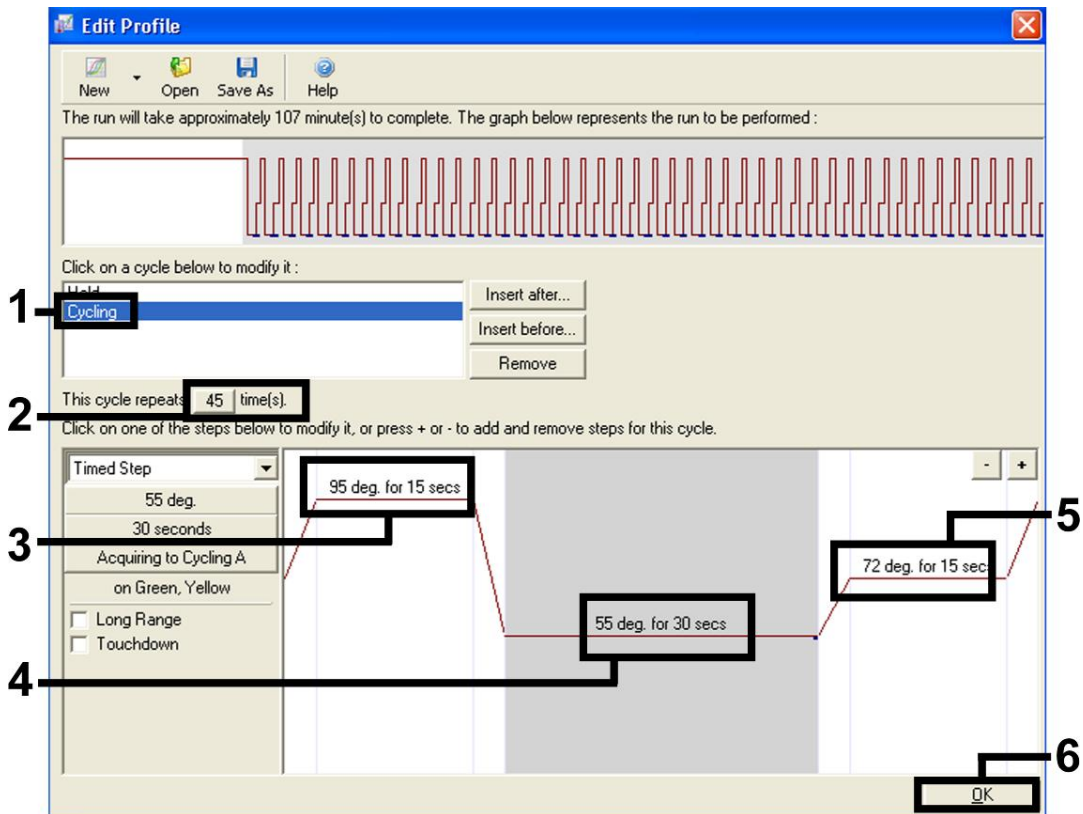 Edit Profile
New Open Save As Help
The run will take approximately 107 minute(s) to complete. The graph below represents the run to be performed :
Click on a cycle below to modify it :
Hold
1 Cycling
Insert after...
Insert before...
Remove
2 This cycle repeats 45 time(s).
Click on one of the steps below to modify it, or press + or - to add and remove steps for this cycle.
Timed Step
55 deg.
30 seconds
Acquiring to Cycling A
on Green, Yellow
Long Range
Touchdown
- +
3 95 deg. for 15 secs
4 55 deg. for 30 secs
5 72 deg. for 15 sec
6 OK